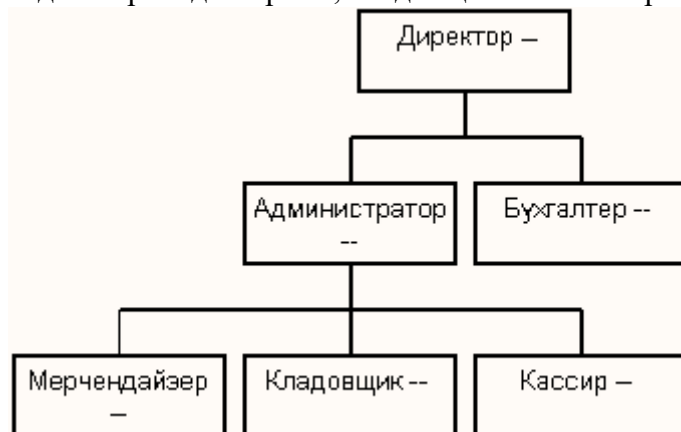 Директор –
Администратор
--
Бухгалтер --
Мерчендайзер
–
Кладовщик --
Кассир –